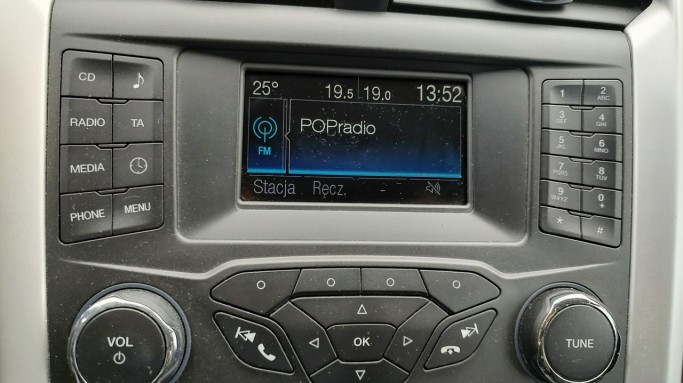 25° 19.5 19.0 13:52
FM
POPradio
Stacja Ręcz. -
CD
RADIO TA
MEDIA
PHONE MENU
1 2 ABC
3 DEF 4 GHI
5 JKL 6 MNO
7 PQRS 8 TUV
9 WXYZ 0 +
* #
VOL
OK
TUNE